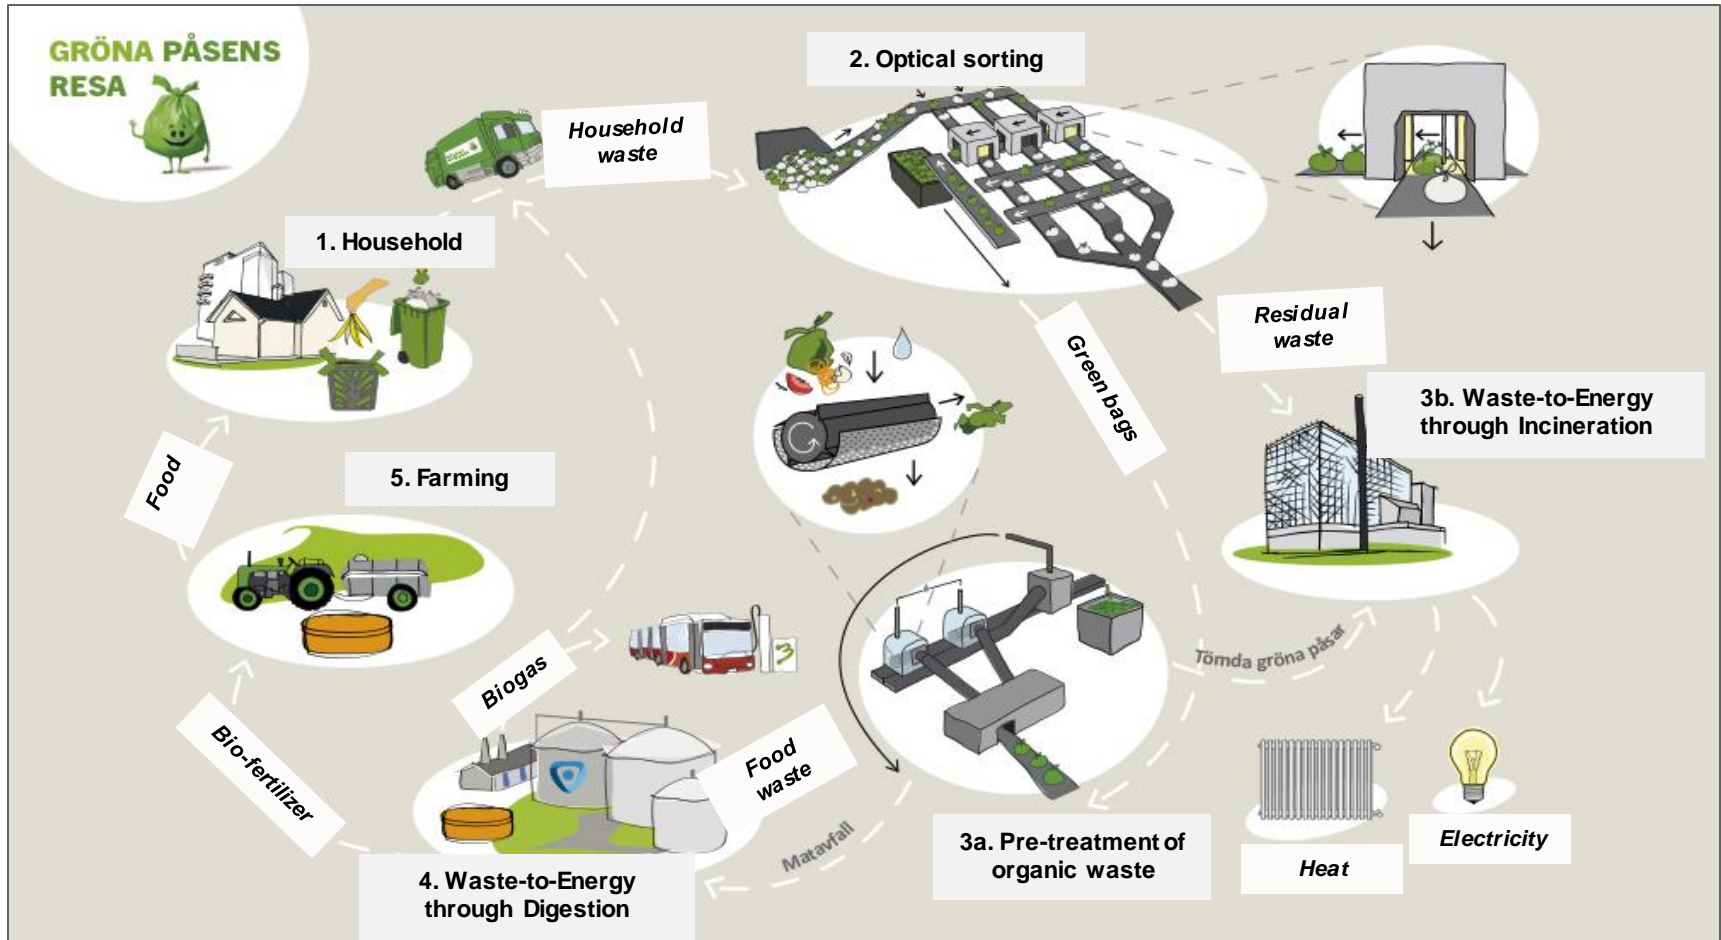 GRÖNA PÅSENS
RESA
2. Optical sorting
Household
waste
1. Household
Residual
waste
Green bags
3b. Waste-to-Energy
through Incineration
Food
5. Farming
Tömda gröna påsar
3
Biogas
Bio-fertilizer
Food
waste
Matavfall
3a. Pre-treatment of
organic waste
Heat
Electricity
4. Waste-to-Energy
through Digestion